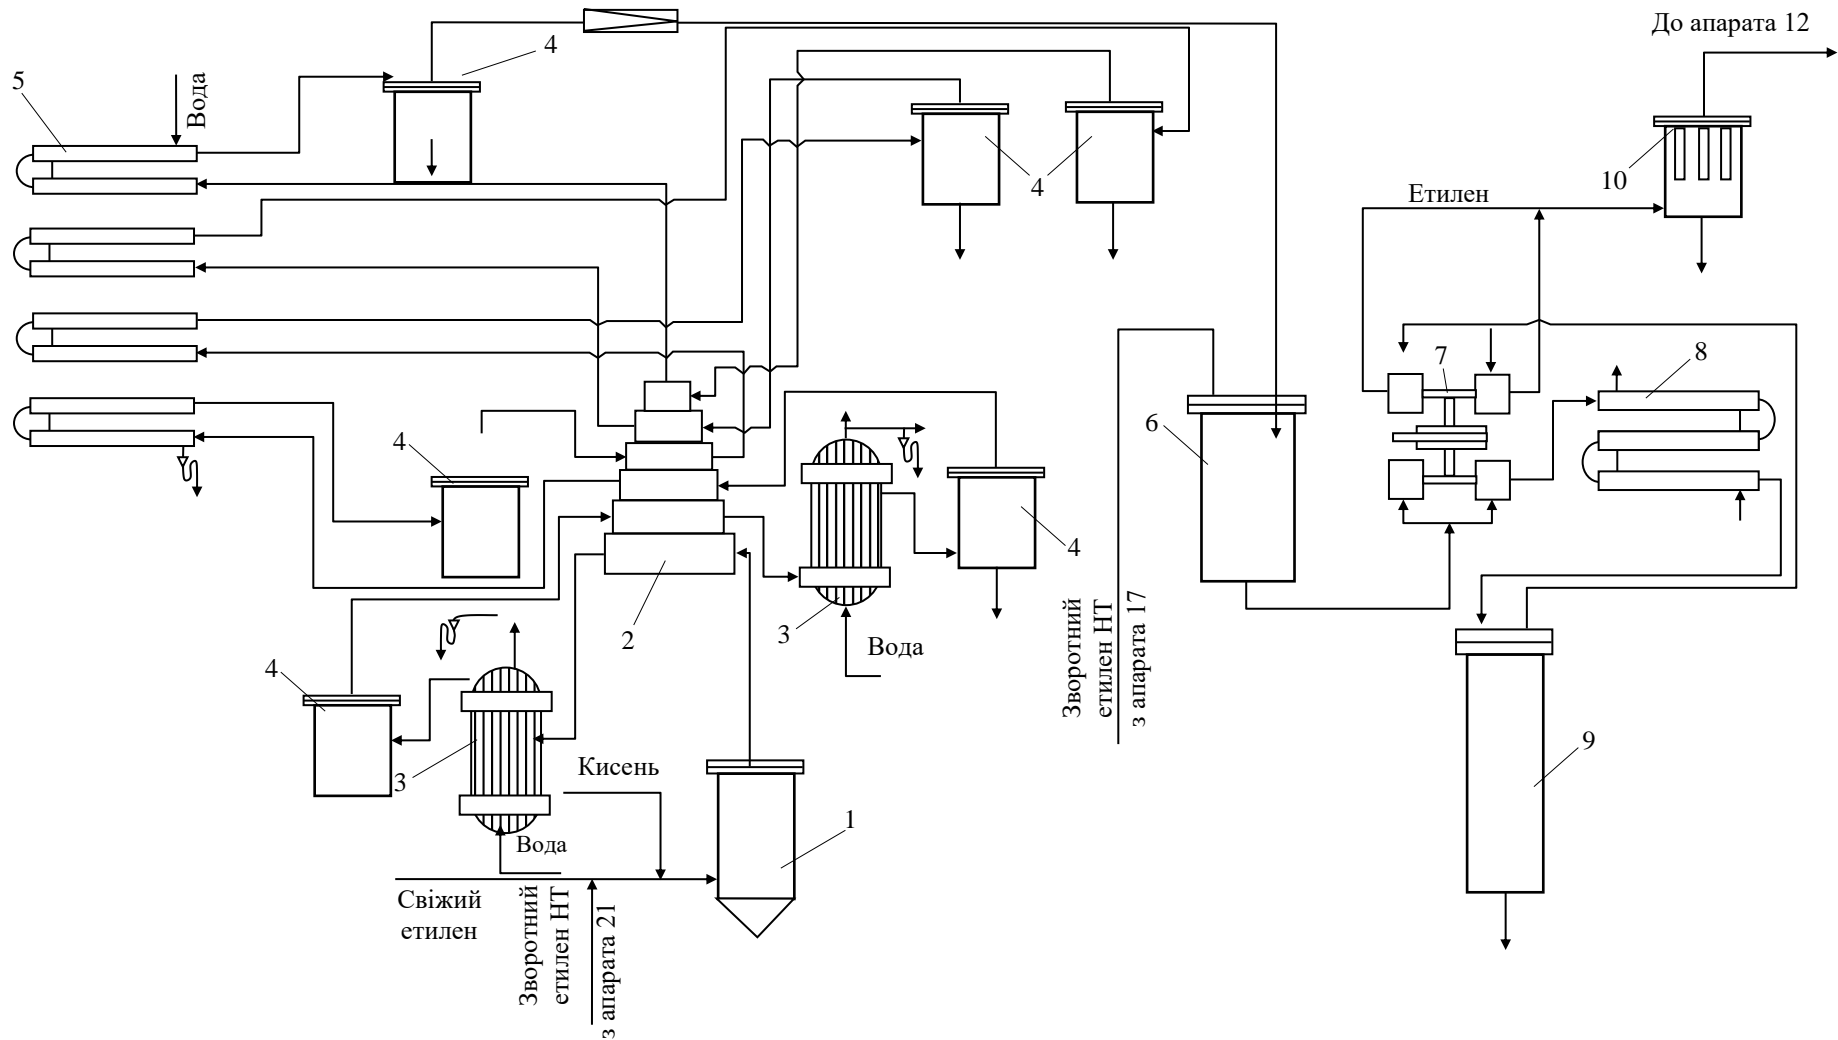 До апарата 12
4
5
Вода
4
10
Етилен
7
8
6
4
4
2
3
Вода
Зворотний
етилен НТ
з апарата 17
4
3
Кисень
9
1
Вода
Свіжий
етилен
Зворотний
етилен НТ
з апарата 21